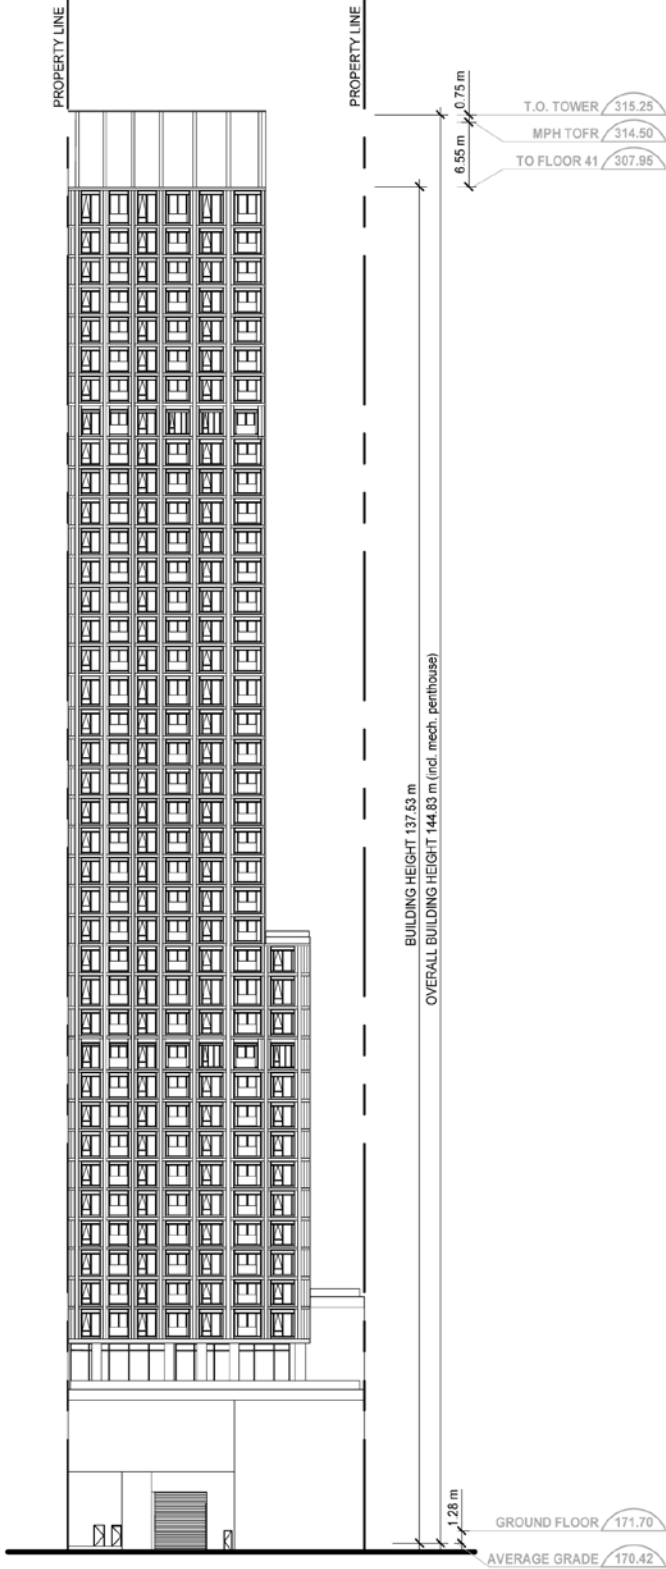 PROPERTY LINE
PROPERTY LINE
0.75 m
T.O. TOWER 315.25
MPH TOFR 314.50
6.55 m
TO FLOOR 41 307.95
BUILDING HEIGHT 137.53 m
OVERALL BUILDING HEIGHT 144.83 m (incl. mech. penthouse)
1.28 m
GROUND FLOOR 171.70
AVERAGE GRADE 170.42